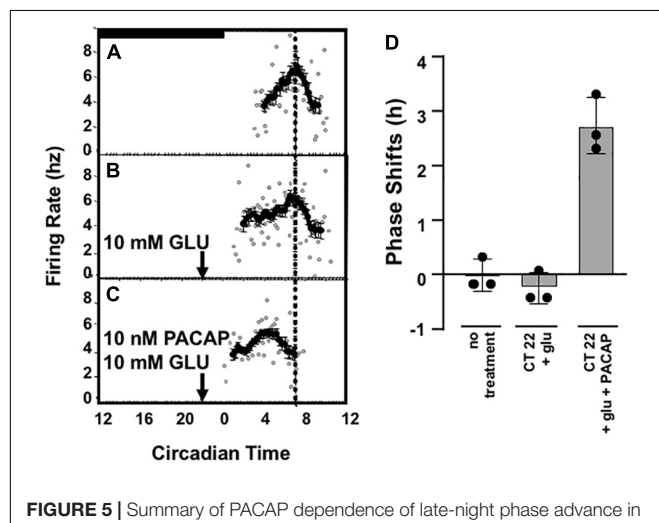 A
8
6
4
2
0
B
8
6
4
2
0
10 mM GLU
C
8
6
4
2
0
10 nM PACAP
10 mM GLU
Firing Rate (hz)
12 16 20 0 4 8 12
Circadian Time
D
4
3
2
1
0
-1
Phase Shifts (h)
no
treatment
CT 22
+ glu
CT 22
+ glu + PACAP
FIGURE 5 | Summary of PACAP dependence of late-night phase advance in